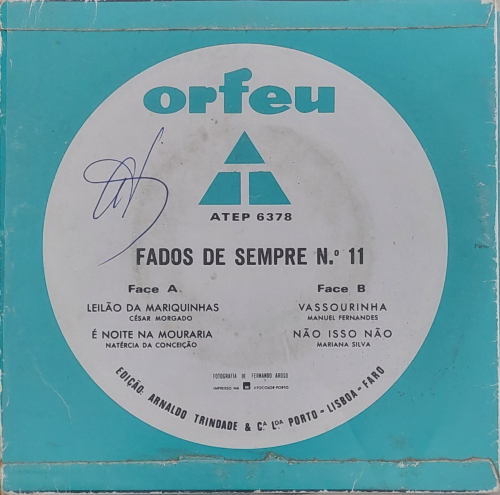 orfeu
ATEP 6378
FADOS DE SEMPRE N.º 11
Face A.
LEILÃO DA MARIQUINHAS
CÉSAR MORGADO
É NOITE NA MOURARIA
NATÉRCIA DA CONCEIÇÃO
Face B
VASSOURINHA
MANUEL FERNANDES
NÃO ISSO NÃO
MARIANA SILVA
FOTOGRAFIA DE FERNANDO AROSO
IMPRESSO NA
EDIÇÃO: ARNALDO TRINDADE & Cª Lᴰᴬ PORTO - LISBOA - FARO